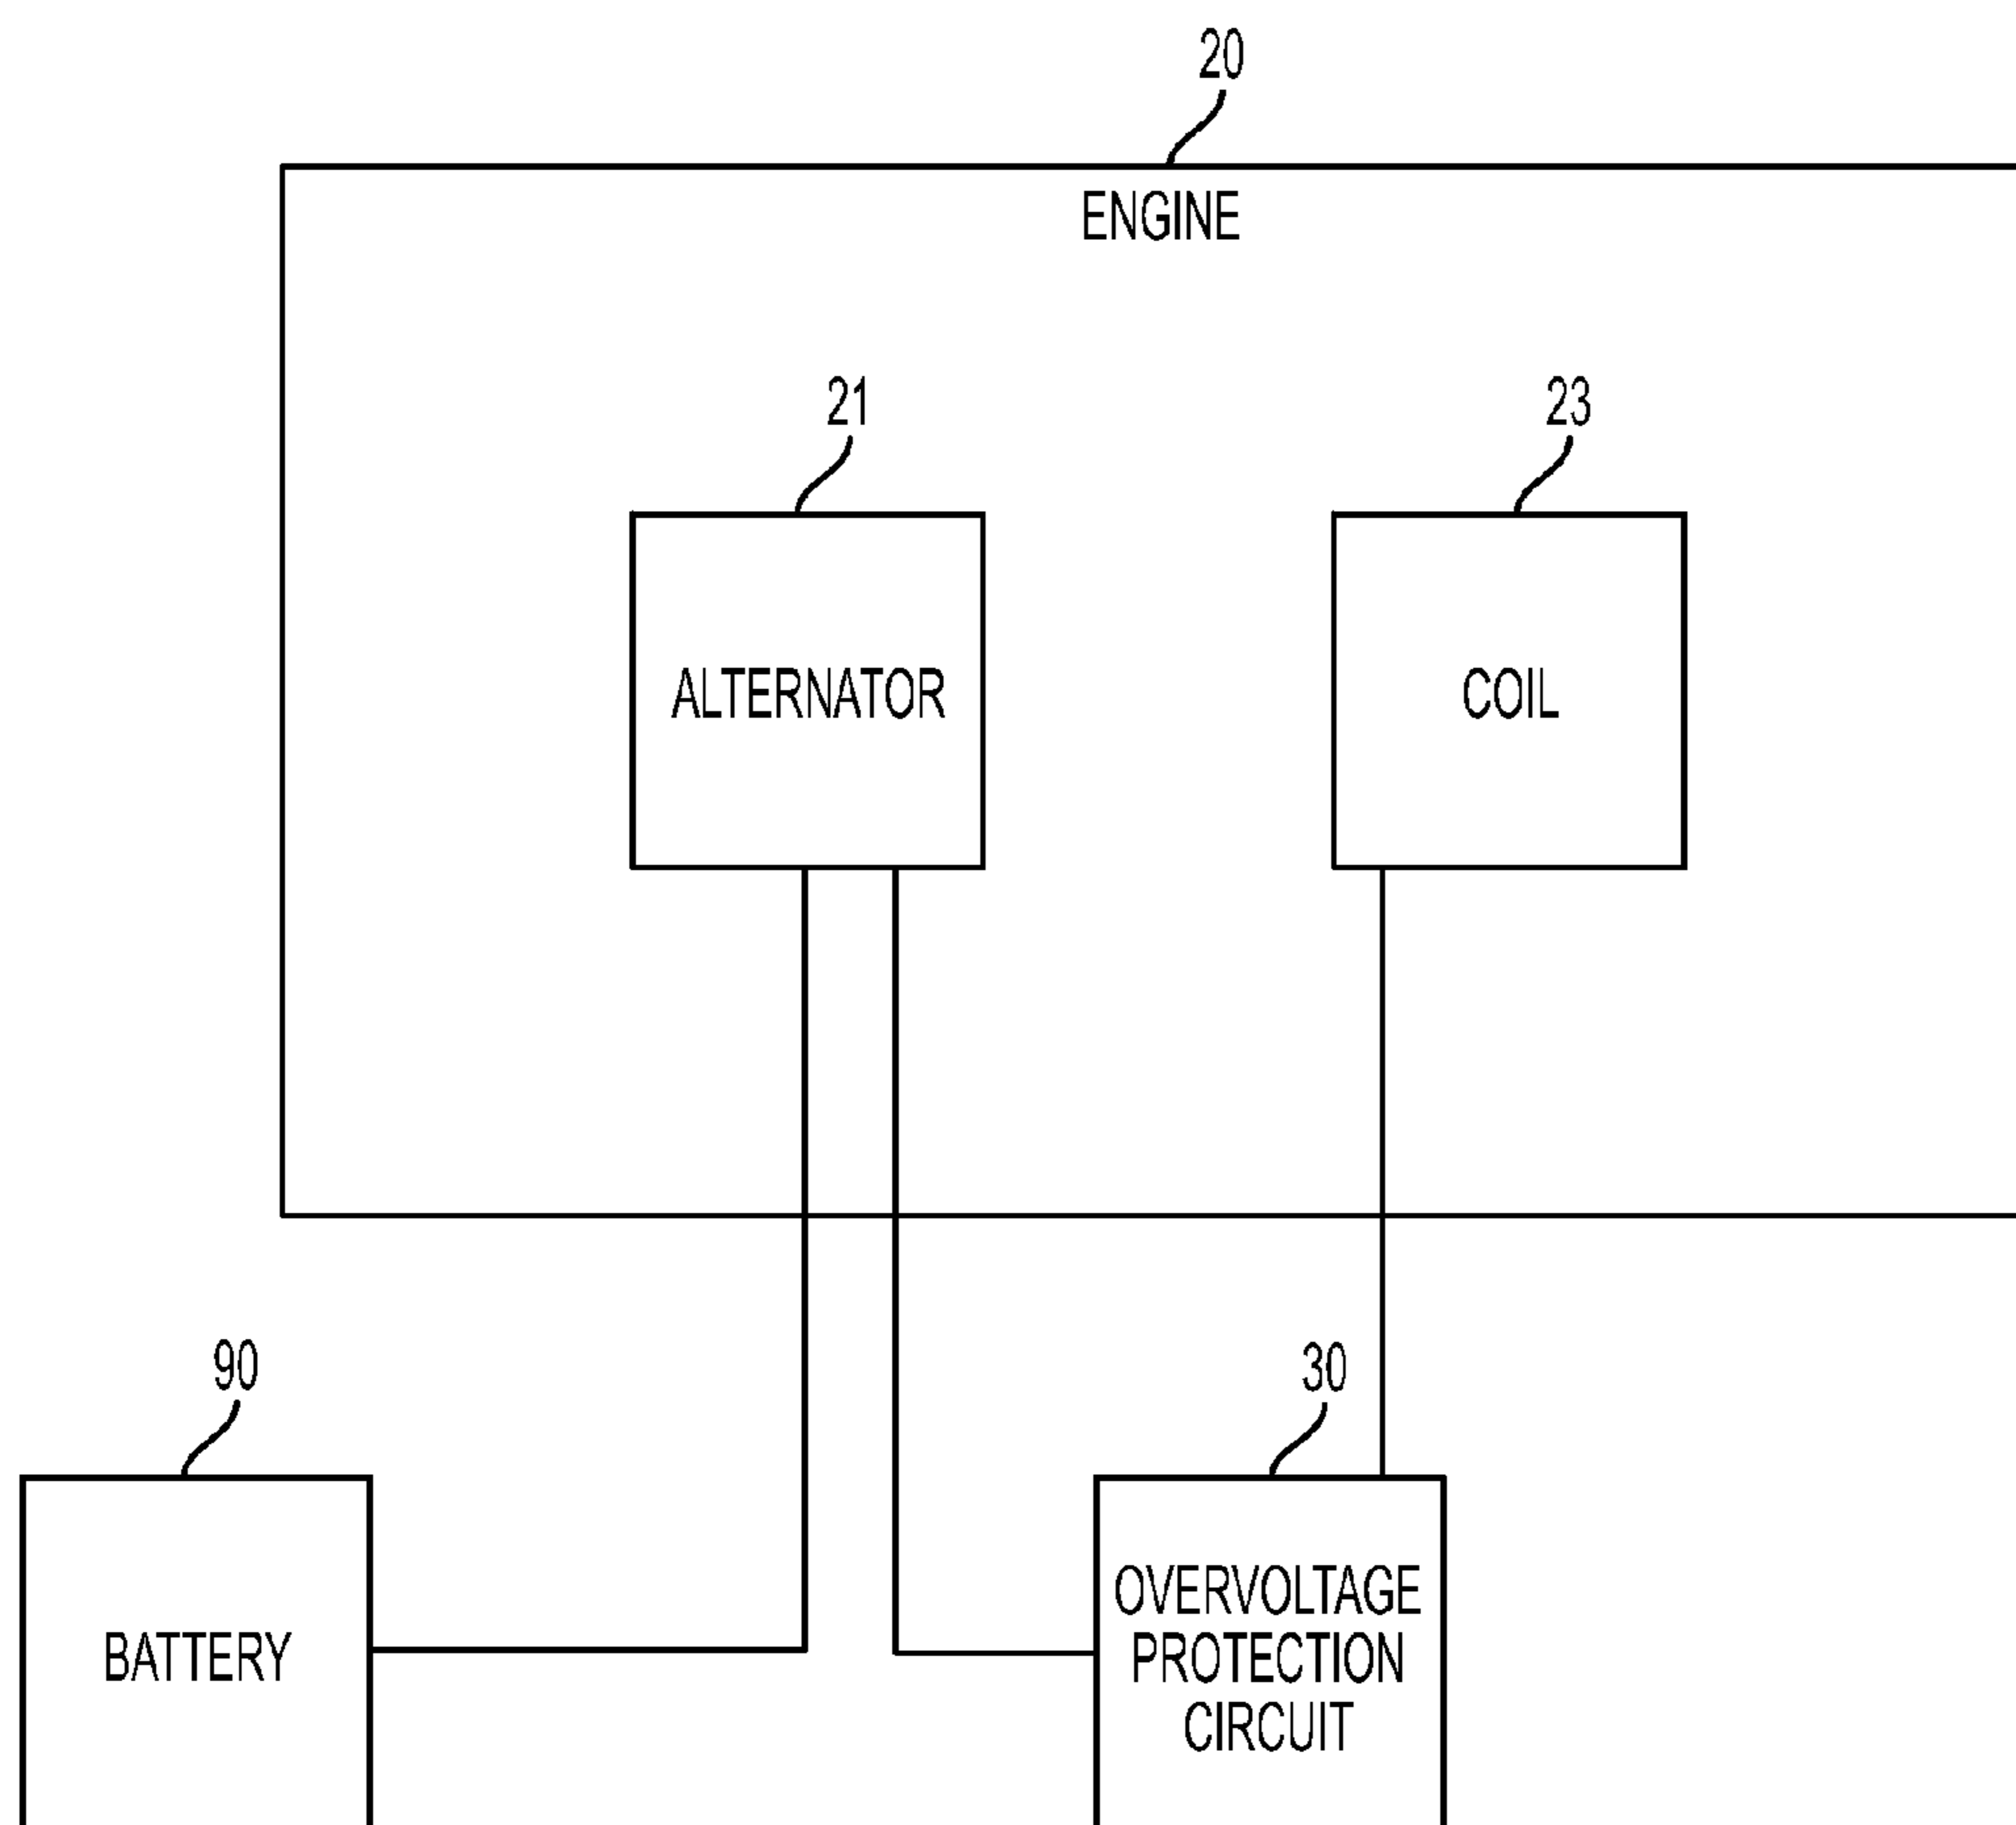 20
ENGINE
21
23
ALTERNATOR
COIL
90
30
BATTERY
OVERVOLTAGE
PROTECTION
CIRCUIT